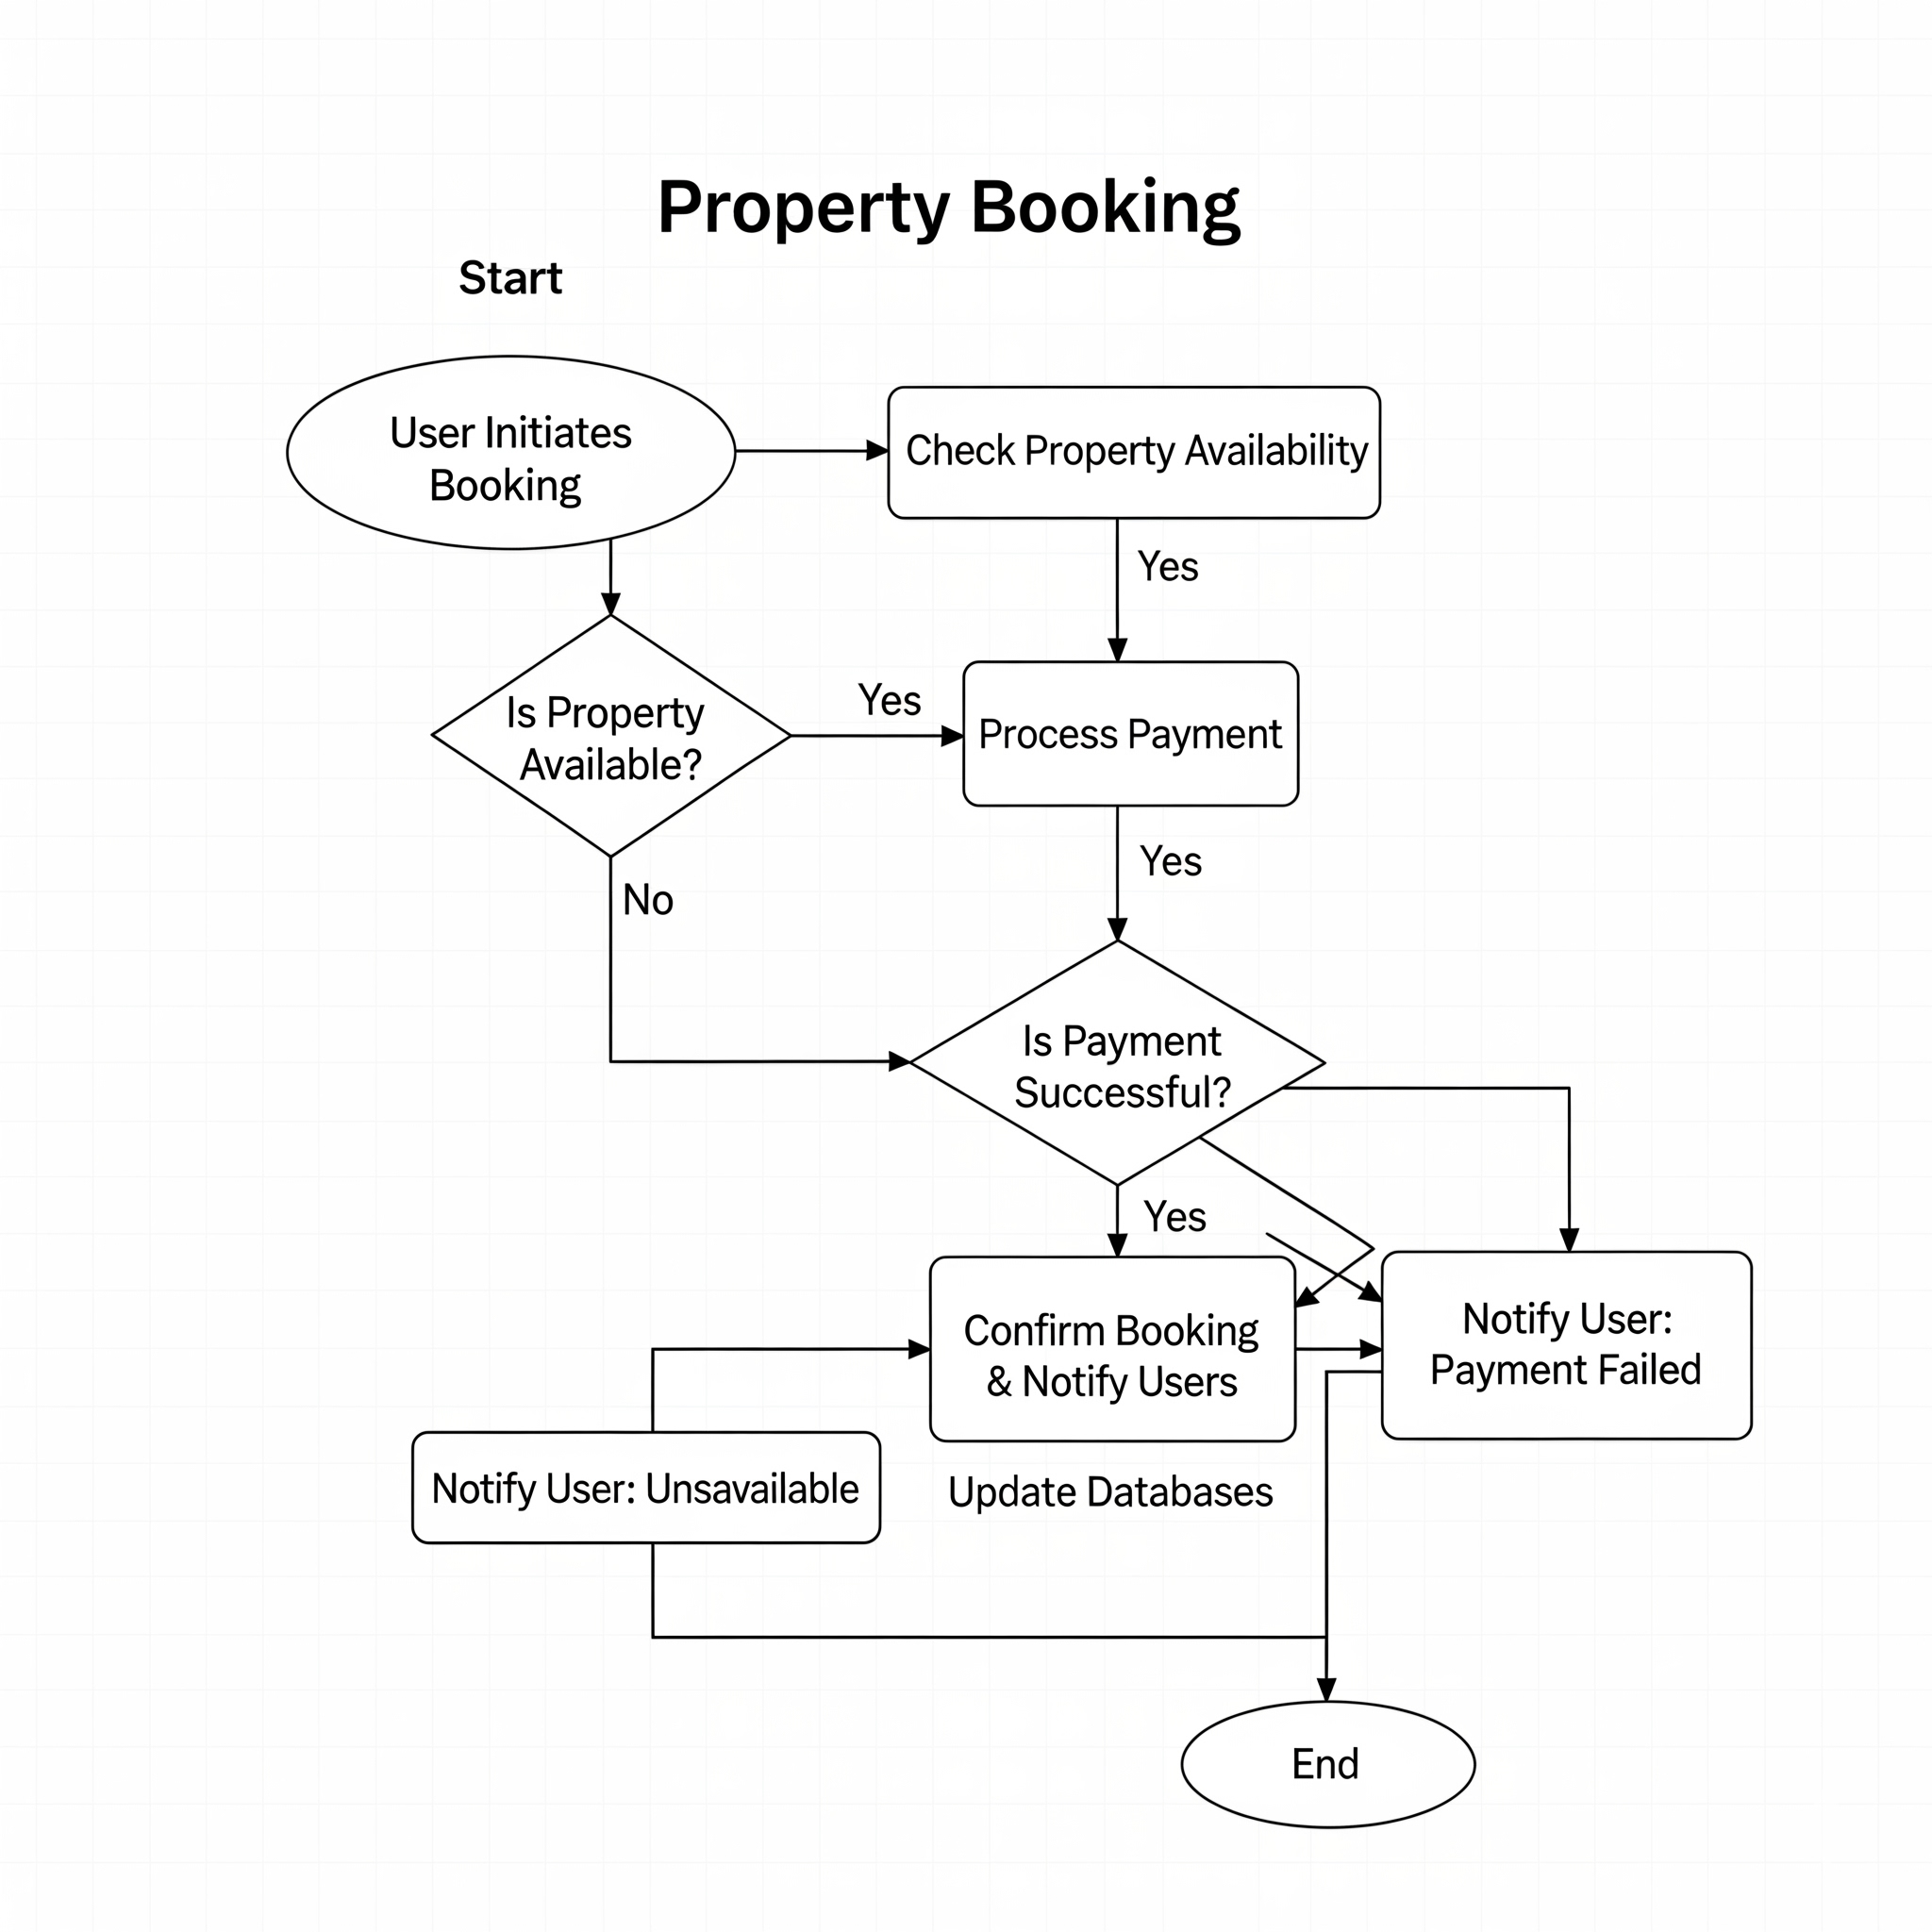 Property Booking
Start
User Initiates
Booking
Check Property Availability
Yes
Is Property
Available?
Yes
Process Payment
Yes
No
Is Payment
Successful?
Yes
Confirm Booking
& Notify Users
Notify User:
Payment Failed
Notify User: Unsavailable
Update Databases
End